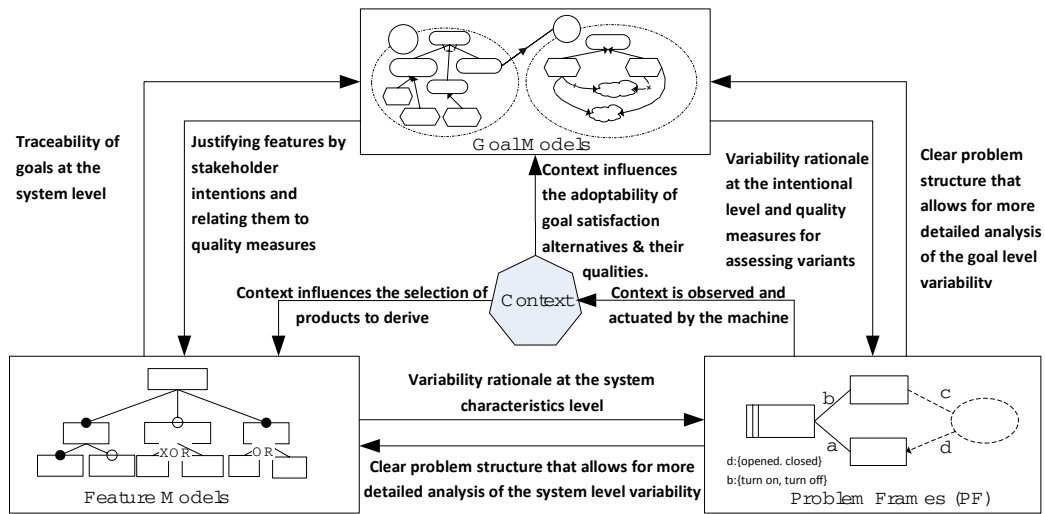 Goal Models
Traceability of
goals at the
system level
Justifying features by
stakeholder
intentions and
relating them to
quality measures
Context influences
the adoptability of
goal satisfaction
alternatives & their
qualities.
Variability rationale
at the intentional
level and quality
measures for
assessing variants
Clear problem
structure that
allows for more
detailed analysis
of the goal level
variability
Context
Context influences the selection of
products to derive
Context is observed and
actuated by the machine
Variability rationale at the system
characteristics level
Clear problem structure that allows for more
detailed analysis of the system level variability
XOR
OR
Feature Models
b
a
c
d
d:{opened. closed}
b:{turn on, turn off}
Problem Frames (PF)